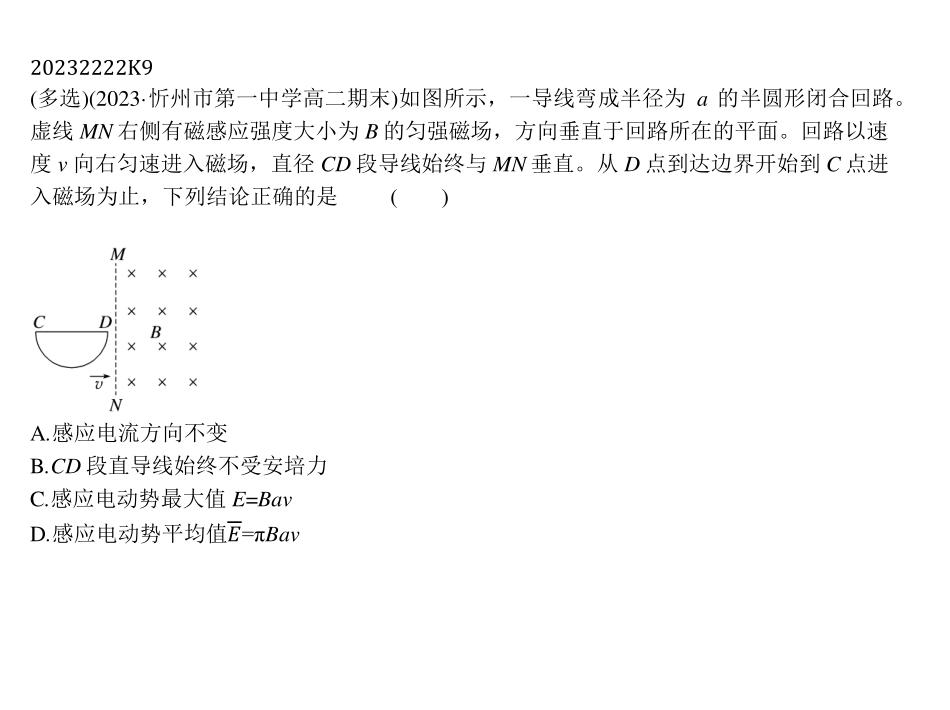 20232222K9
(多选)(2023·忻州市第一中学高二期末)如图所示，一导线弯成半径为 a 的半圆形闭合回路。
虚线 MN 右侧有磁感应强度大小为 B 的匀强磁场，方向垂直于回路所在的平面。回路以速
度 v 向右匀速进入磁场，直径 CD 段导线始终与 MN 垂直。从 D 点到达边界开始到 C 点进
入磁场为止，下列结论正确的是 (  )
M
× × ×
× × ×
C D
B
× × ×
v
× × ×
N
A.感应电流方向不变
B.CD 段直导线始终不受安培力
C.感应电动势最大值 E=Bav
D.感应电动势平均值E̅=πBav